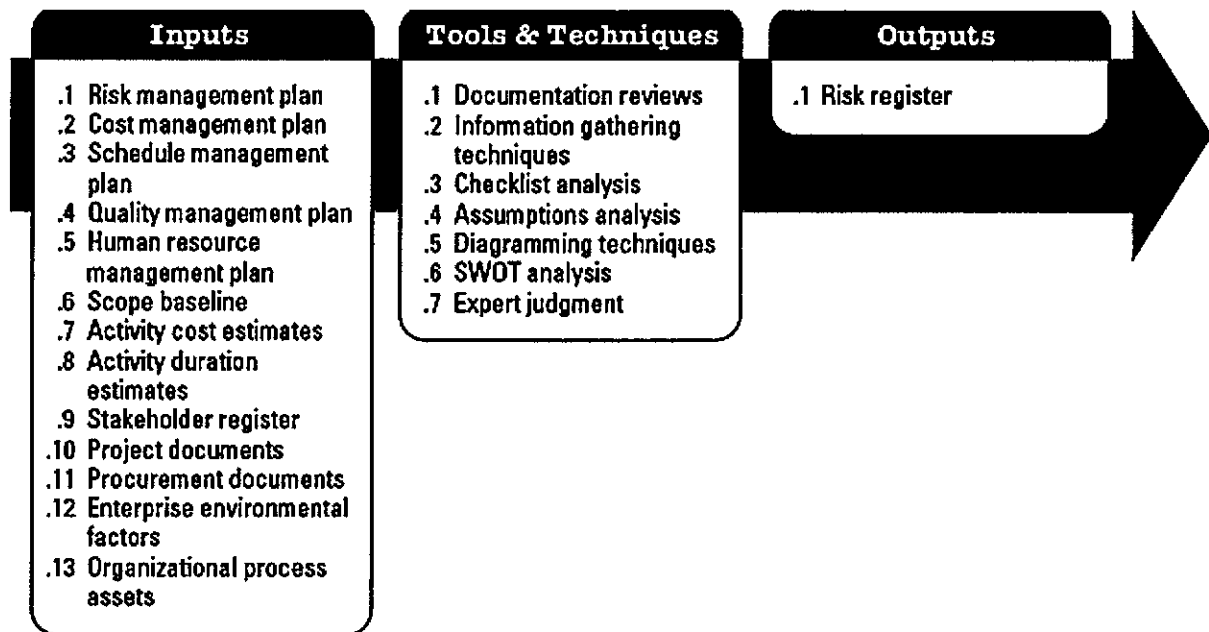 Inputs
.1 Risk management plan
.2 Cost management plan
.3 Schedule management
plan
.4 Quality management plan
.5 Human resource
management plan
.6 Scope baseline
.7 Activity cost estimates
.8 Activity duration
estimates
.9 Stakeholder register
.10 Project documents
.11 Procurement documents
.12 Enterprise environmental
factors
.13 Organizational process
assets
Tools & Techniques
.1 Documentation reviews
.2 Information gathering
techniques
.3 Checklist analysis
.4 Assumptions analysis
.5 Diagramming techniques
.6 SWOT analysis
.7 Expert judgment
Outputs
.1 Risk register